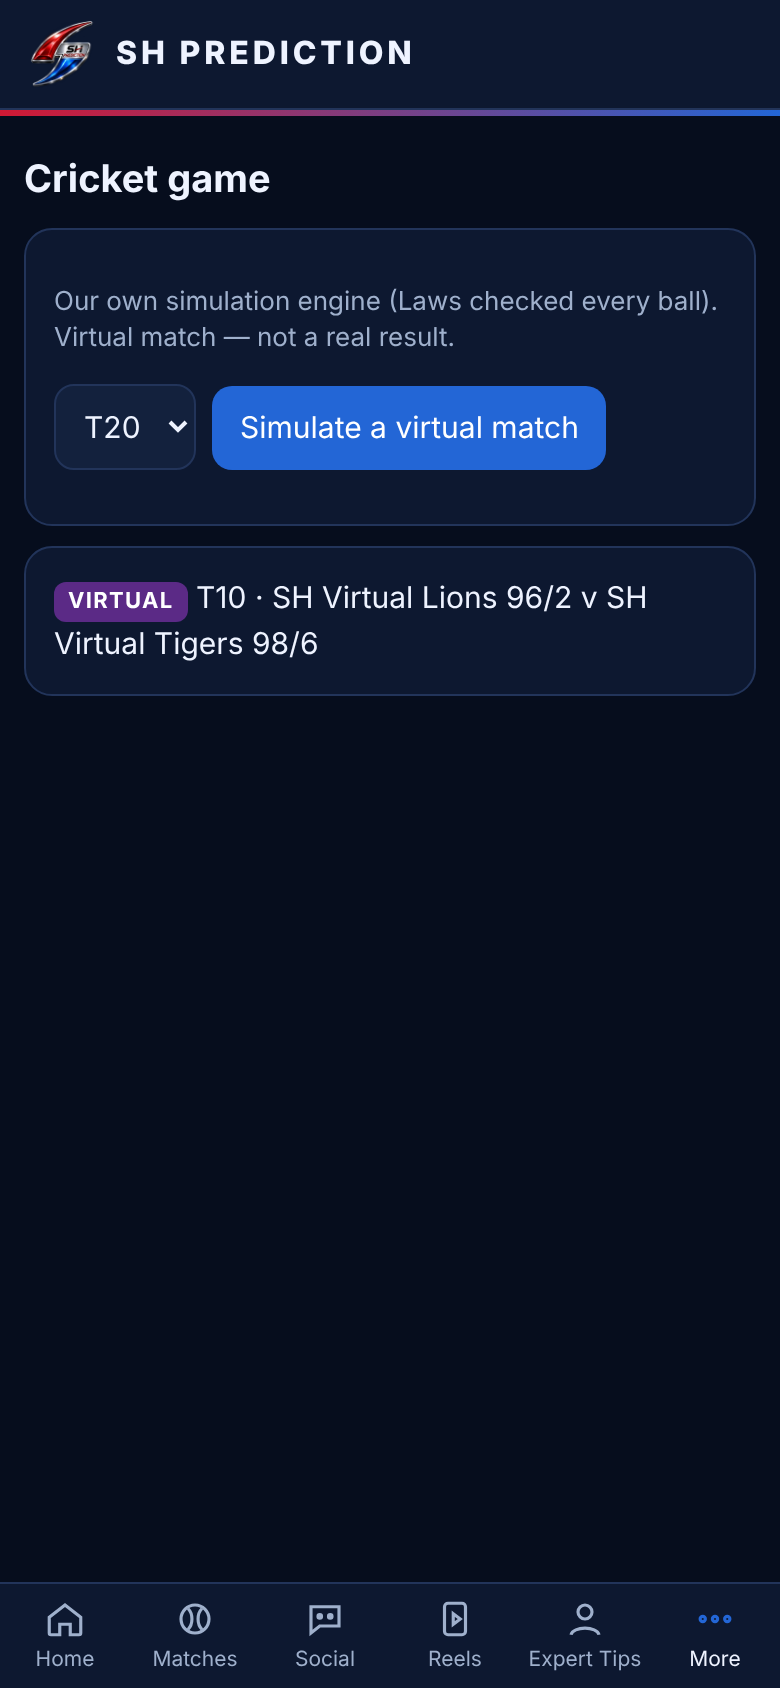 SH
SH PREDICTION
Cricket game
Our own simulation engine (Laws checked every ball).
Virtual match — not a real result.
T20
Simulate a virtual match
VIRTUAL T10 · SH Virtual Lions 96/2 v SH
Virtual Tigers 98/6
Home
Matches
Social
Reels
Expert Tips
More